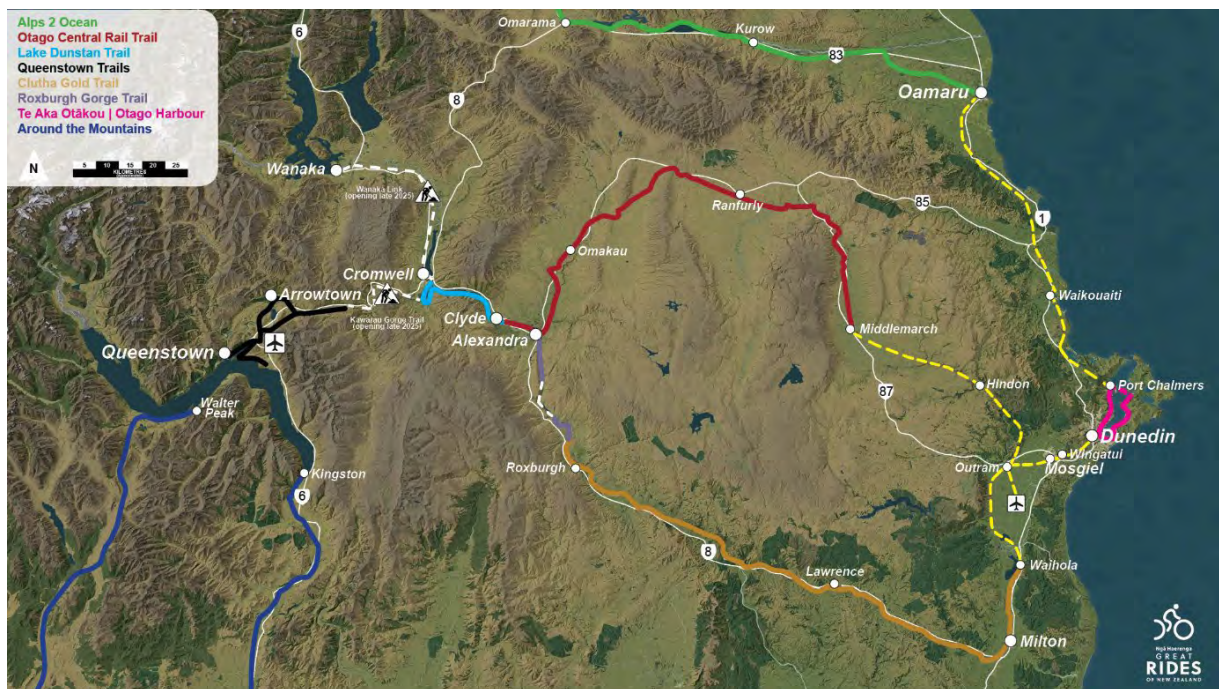 Alps 2 Ocean
Otago Central Rail Trail
Lake Dunstan Trail
Queenstown Trails
Clutha Gold Trail
Roxburgh Gorge Trail
Te Aka Otākou | Otago Harbour
Around the Mountains
N
5 10 15 20 25
KILOMETRES
6
Omarama
Kurow
83
8
Oamaru
Wanaka
Wanaka Link
(opening late 2025)
Ranfurly
85
1
Omakau
Cromwell
Arrowtown
Kawarau Gorge Trail
(opening late 2025)
Clyde
Alexandra
Waikouaiti
Middlemarch
Queenstown
Hindon
Port Chalmers
87
Walter
Peak
Dunedin
Wingatui
Mosgiel
Outram
Roxburgh
Kingston
6
8
Lawrence
Waihola
Milton
Ngā Haerenga
GREAT
RIDES
OF NEW ZEALAND